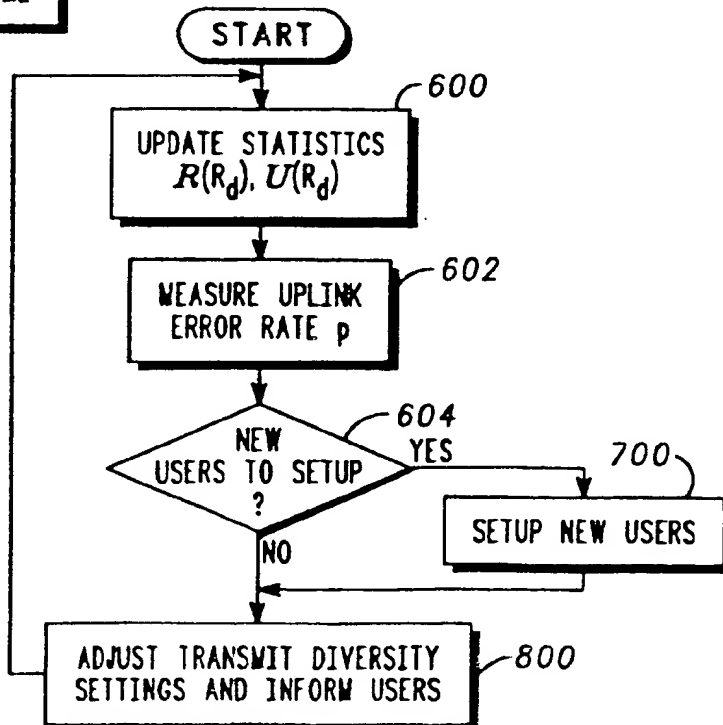 START
600
UPDATE STATISTICS
R(Rd), U(Rd)
602
MEASURE UPLINK
ERROR RATE p
604
NEW
USERS TO SETUP
?
YES
700
SETUP NEW USERS
NO
ADJUST TRANSMIT DIVERSITY
SETTINGS AND INFORM USERS
800